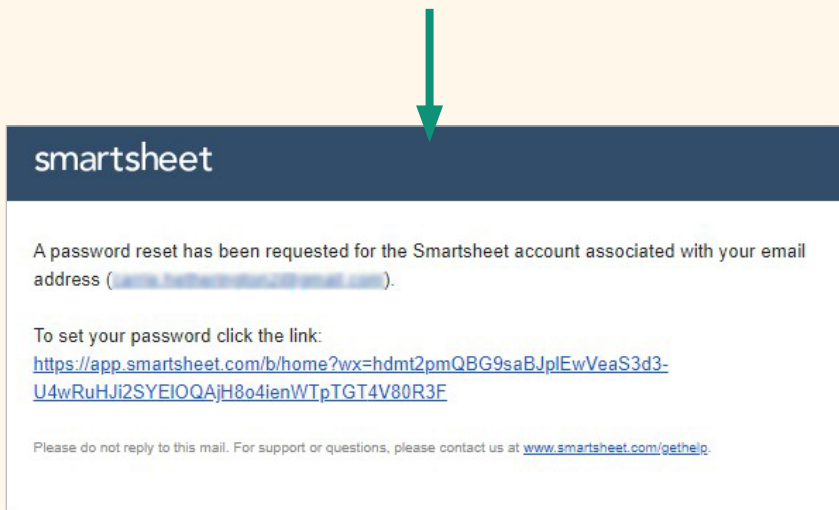 smartsheet
A password reset has been requested for the Smartsheet account associated with your email
address ( ).
To set your password click the link:
https://app.smartsheet.com/b/home?wx=hdmt2pmQBG9saBJplEwVeaS3d3-
U4wRuHJi2SYElOQAjH8o4ienWTpTGT4V80R3F
Please do not reply to this mail. For support or questions, please contact us at www.smartsheet.com/gethelp.